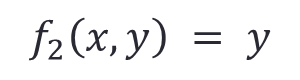 f₂(x, y) = y